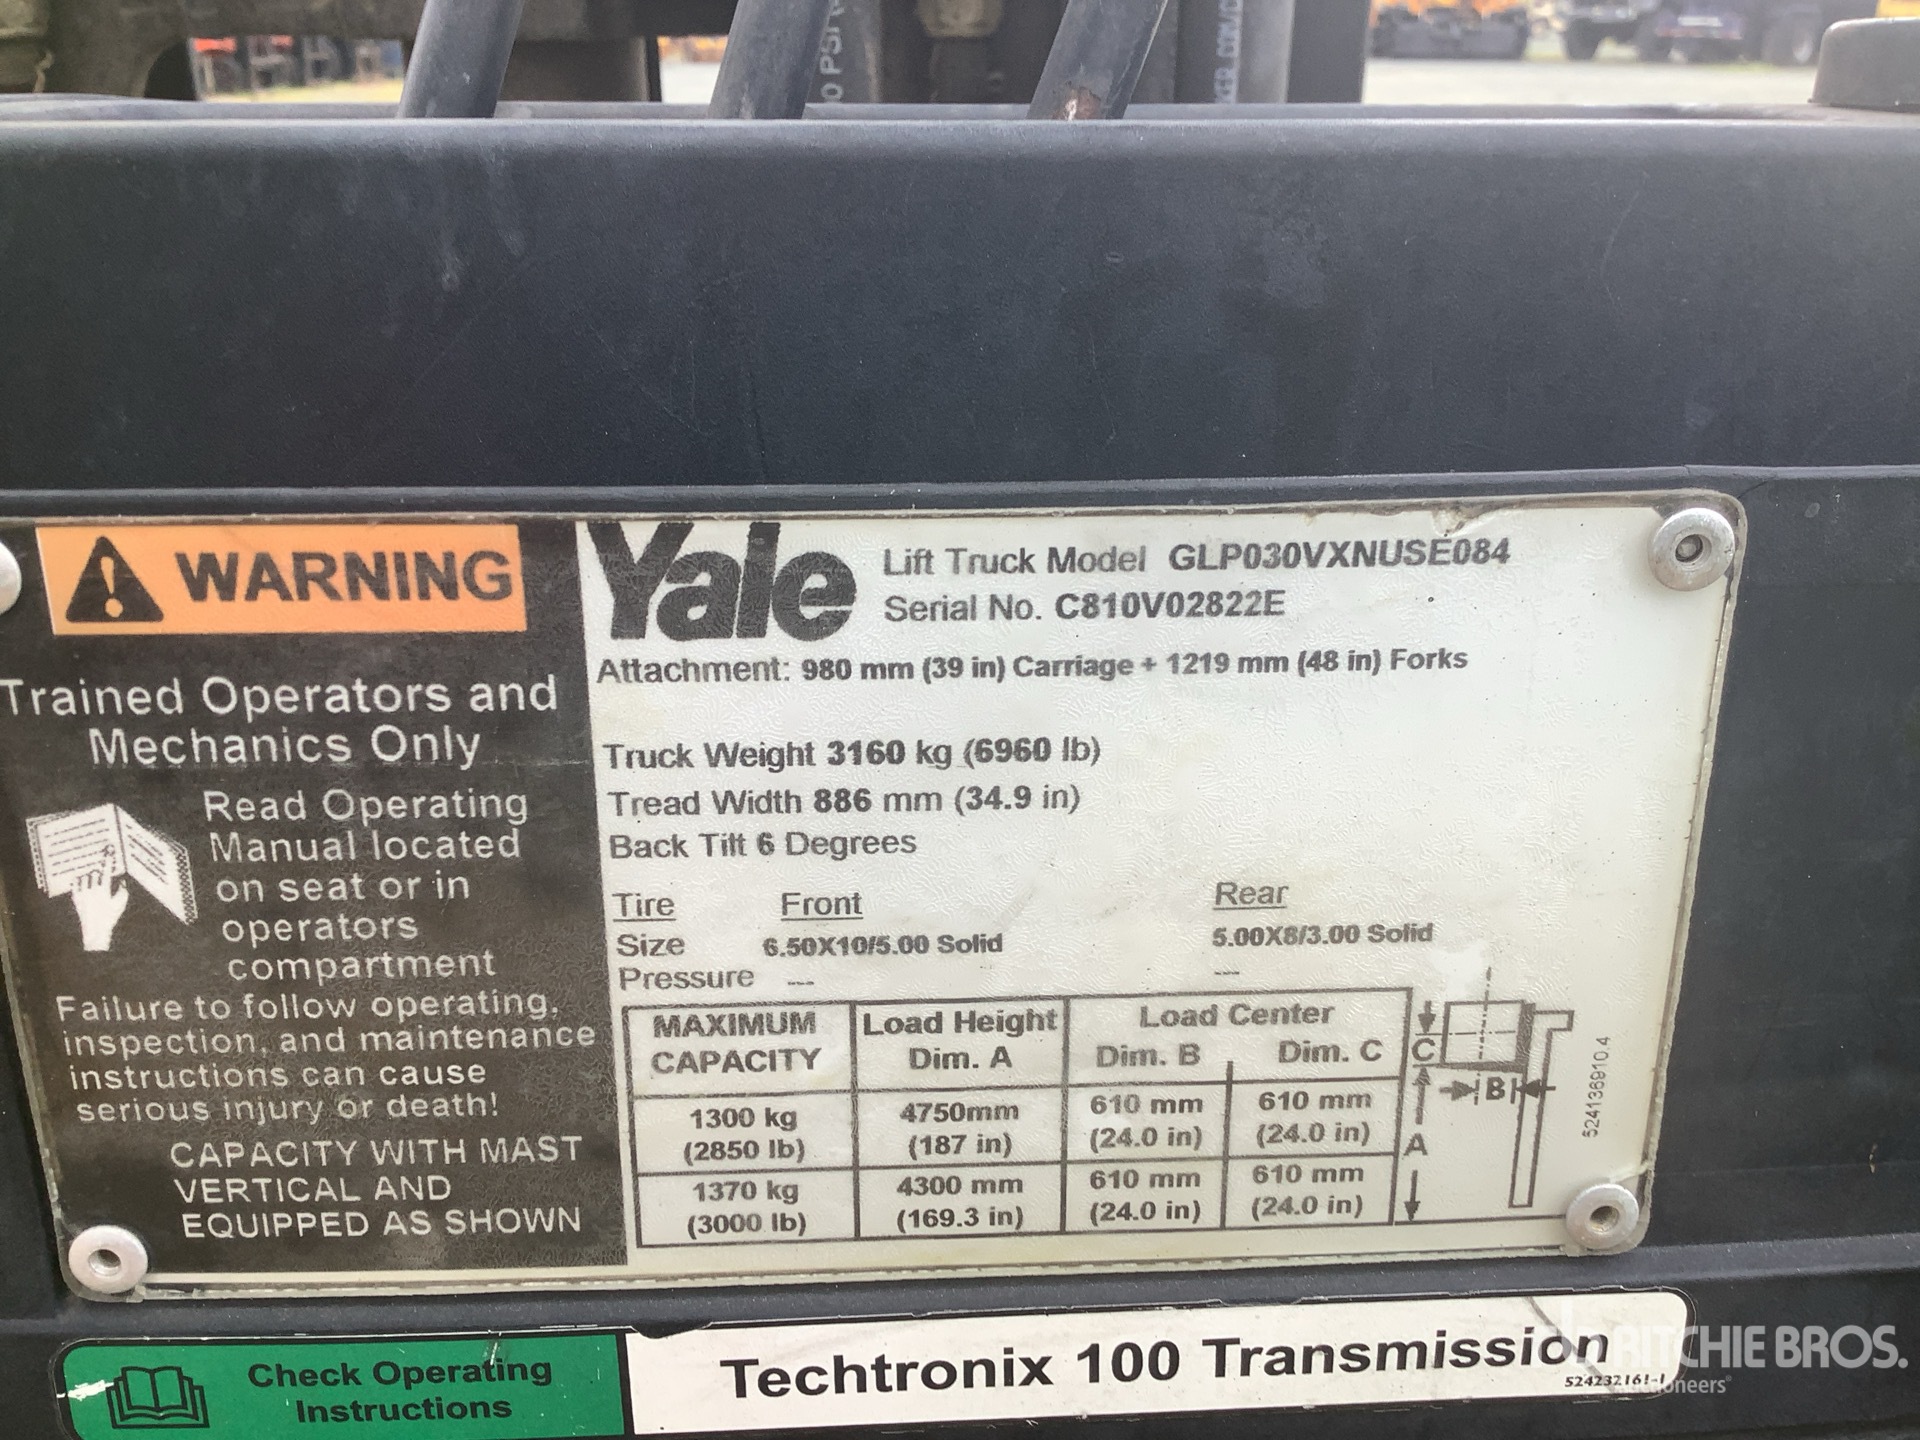 WARNING
Trained Operators and
Mechanics Only
Read Operating
Manual located
on seat or in
operators
compartment
Failure to follow operating,
inspection, and maintenance
instructions can cause
serious injury or death!
CAPACITY WITH MAST
VERTICAL AND
EQUIPPED AS SHOWN
Yale
Lift Truck Model GLP030VXNUSE084
Serial No. C810V02822E
Attachment: 980 mm (39 in) Carriage + 1219 mm (48 in) Forks
Truck Weight 3160 kg (6960 lb)
Tread Width 886 mm (34.9 in)
Back Tilt 6 Degrees
Tire Front Rear
Size 6.50X10/5.00 Solid 5.00X8/3.00 Solid
Pressure --- ---
MAXIMUM Load Height Load Center
CAPACITY Dim. A Dim. B Dim. C
1300 kg 4750mm 610 mm 610 mm
(2850 lb) (187 in) (24.0 in) (24.0 in)
1370 kg 4300 mm 610 mm 610 mm
(3000 lb) (169.3 in) (24.0 in) (24.0 in)
C
B
A
524136910.4
Check Operating
Instructions
Techtronix 100 Transmission
524232161-1
RITCHIE BROS.
PSI